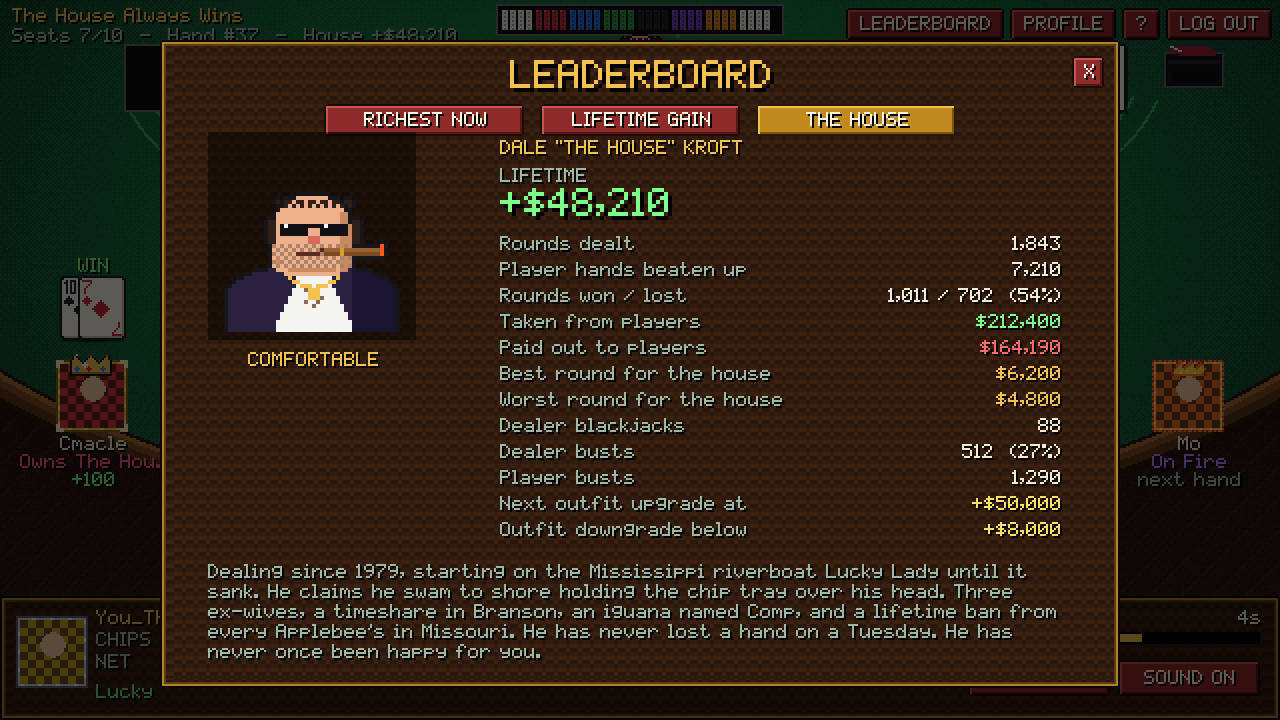 The House Always Wins
Seats 7/10 - Hand #37 - House +$48,210
LEADERBOARD
PROFILE
?
LOG OUT
LEADERBOARD
X
RICHEST NOW
LIFETIME GAIN
THE HOUSE
DALE "THE HOUSE" KROFT
LIFETIME
+$48,210
Rounds dealt 1,843
Player hands beaten up 7,210
Rounds won / lost 1,011 / 702 (54%)
Taken from players $212,400
Paid out to players $164,190
Best round for the house $6,200
Worst round for the house $4,800
Dealer blackjacks 88
Dealer busts 512 (27%)
Player busts 1,290
Next outfit upgrade at +$50,000
Outfit downgrade below +$8,000
COMFORTABLE
Dealing since 1979, starting on the Mississippi riverboat Lucky Lady until it
sank. He claims he swam to shore holding the chip tray over his head. Three
ex-wives, a timeshare in Branson, an iguana named Comp, and a lifetime ban from
every Applebee's in Missouri. He has never lost a hand on a Tuesday. He has
never once been happy for you.
WIN
10
7
7
Cmacle
Owns The Hou.
+100
Mo
On Fire
next hand
You_Th
CHIPS
NET
Lucky
4s
SOUND ON